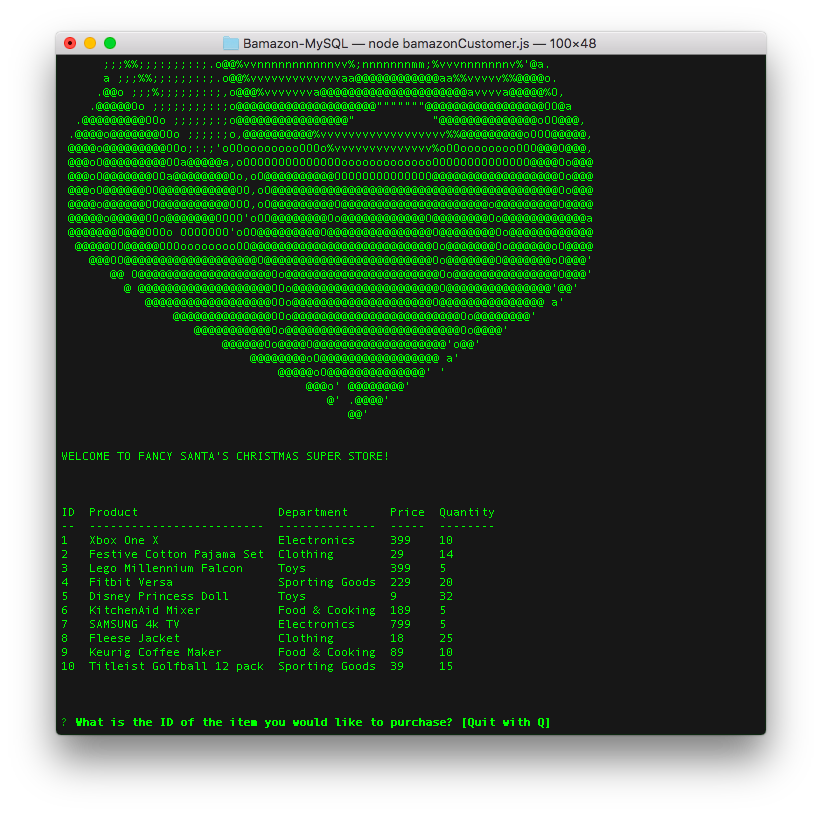 Bamazon-MySQL — node bamazonCustomer.js — 100×48
WELCOME TO FANCY SANTA'S CHRISTMAS SUPER STORE!
ID Product Department Price Quantity
-- ------------------------- -------------- ----- --------
1 Xbox One X Electronics 399 10
2 Festive Cotton Pajama Set Clothing 29 14
3 Lego Millennium Falcon Toys 399 5
4 Fitbit Versa Sporting Goods 229 20
5 Disney Princess Doll Toys 9 32
6 KitchenAid Mixer Food & Cooking 189 5
7 SAMSUNG 4k TV Electronics 799 5
8 Fleese Jacket Clothing 18 25
9 Keurig Coffee Maker Food & Cooking 89 10
10 Titleist Golfball 12 pack Sporting Goods 39 15
? What is the ID of the item you would like to purchase? [Quit with Q]